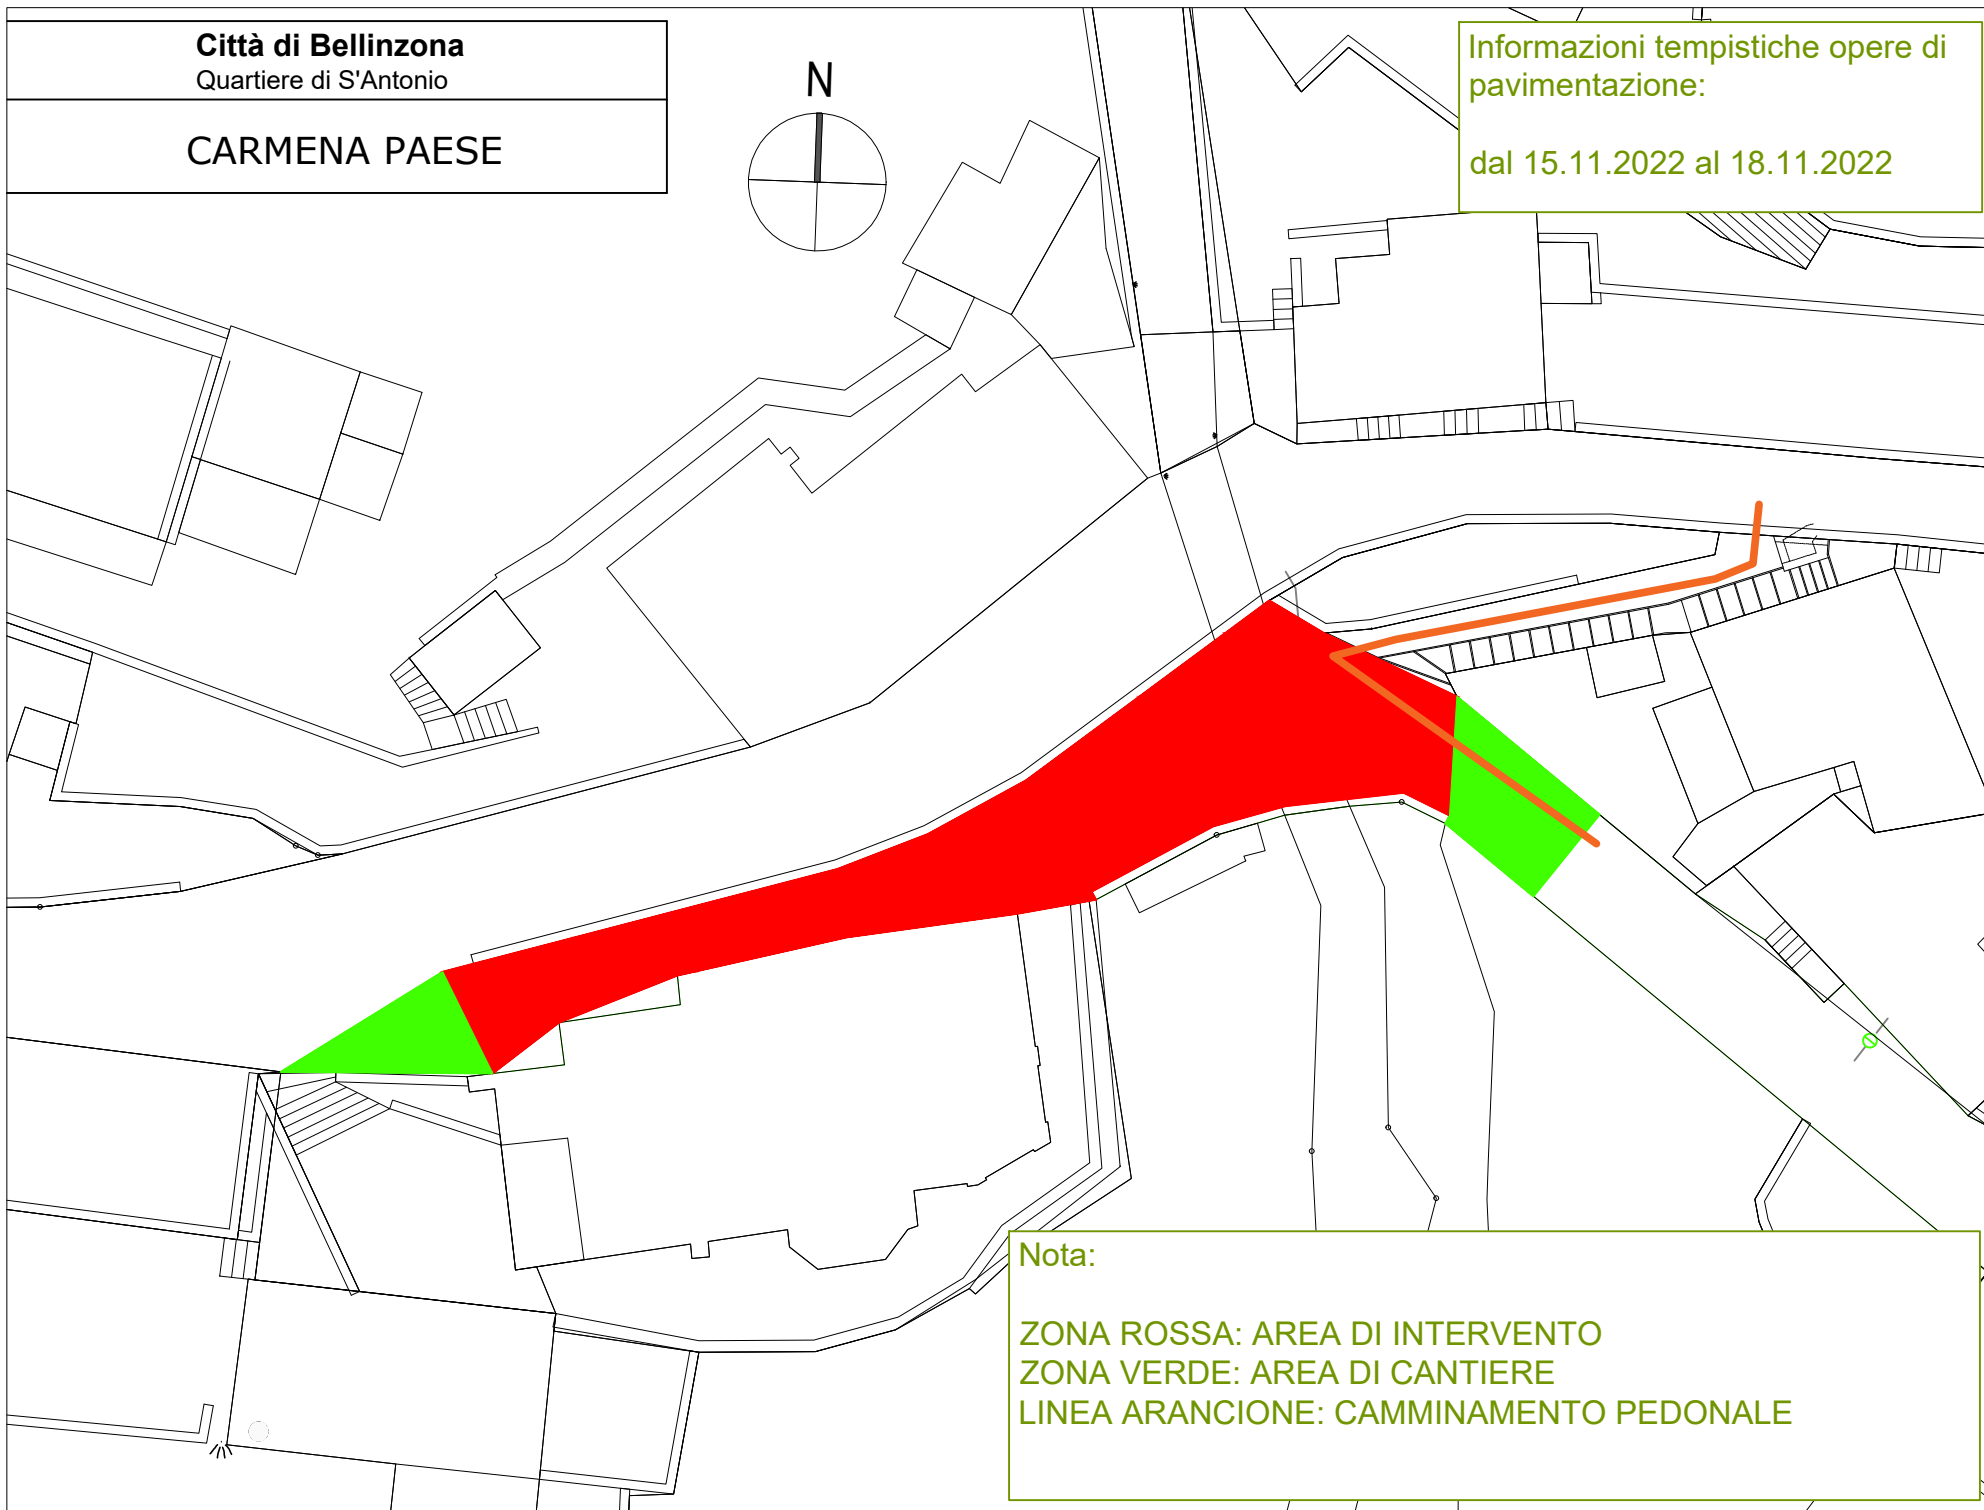 Città di Bellinzona
Quartiere di S'Antonio
CARMENA PAESE
N
Informazioni tempistiche opere di
pavimentazione:
dal 15.11.2022 al 18.11.2022
Nota:
ZONA ROSSA: AREA DI INTERVENTO
ZONA VERDE: AREA DI CANTIERE
LINEA ARANCIONE: CAMMINAMENTO PEDONALE